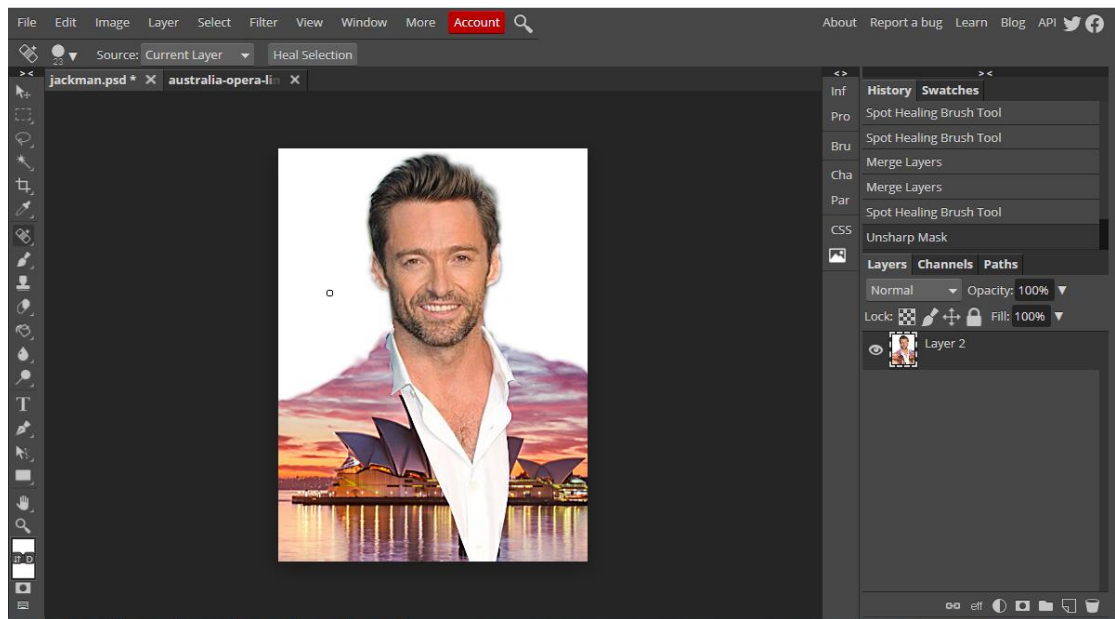 File Edit Image Layer Select Filter View Window More Account About Report a bug Learn Blog API
23 Source: Current Layer Heal Selection
> < jackman.psd * australia-opera-lin < > > <
Inf History Swatches
Pro Spot Healing Brush Tool
Spot Healing Brush Tool
Bru Merge Layers
Cha Merge Layers
Par Spot Healing Brush Tool
CSS Unsharp Mask
Layers Channels Paths
Normal Opacity: 100%
Lock: Fill: 100%
Layer 2
T
D
eff